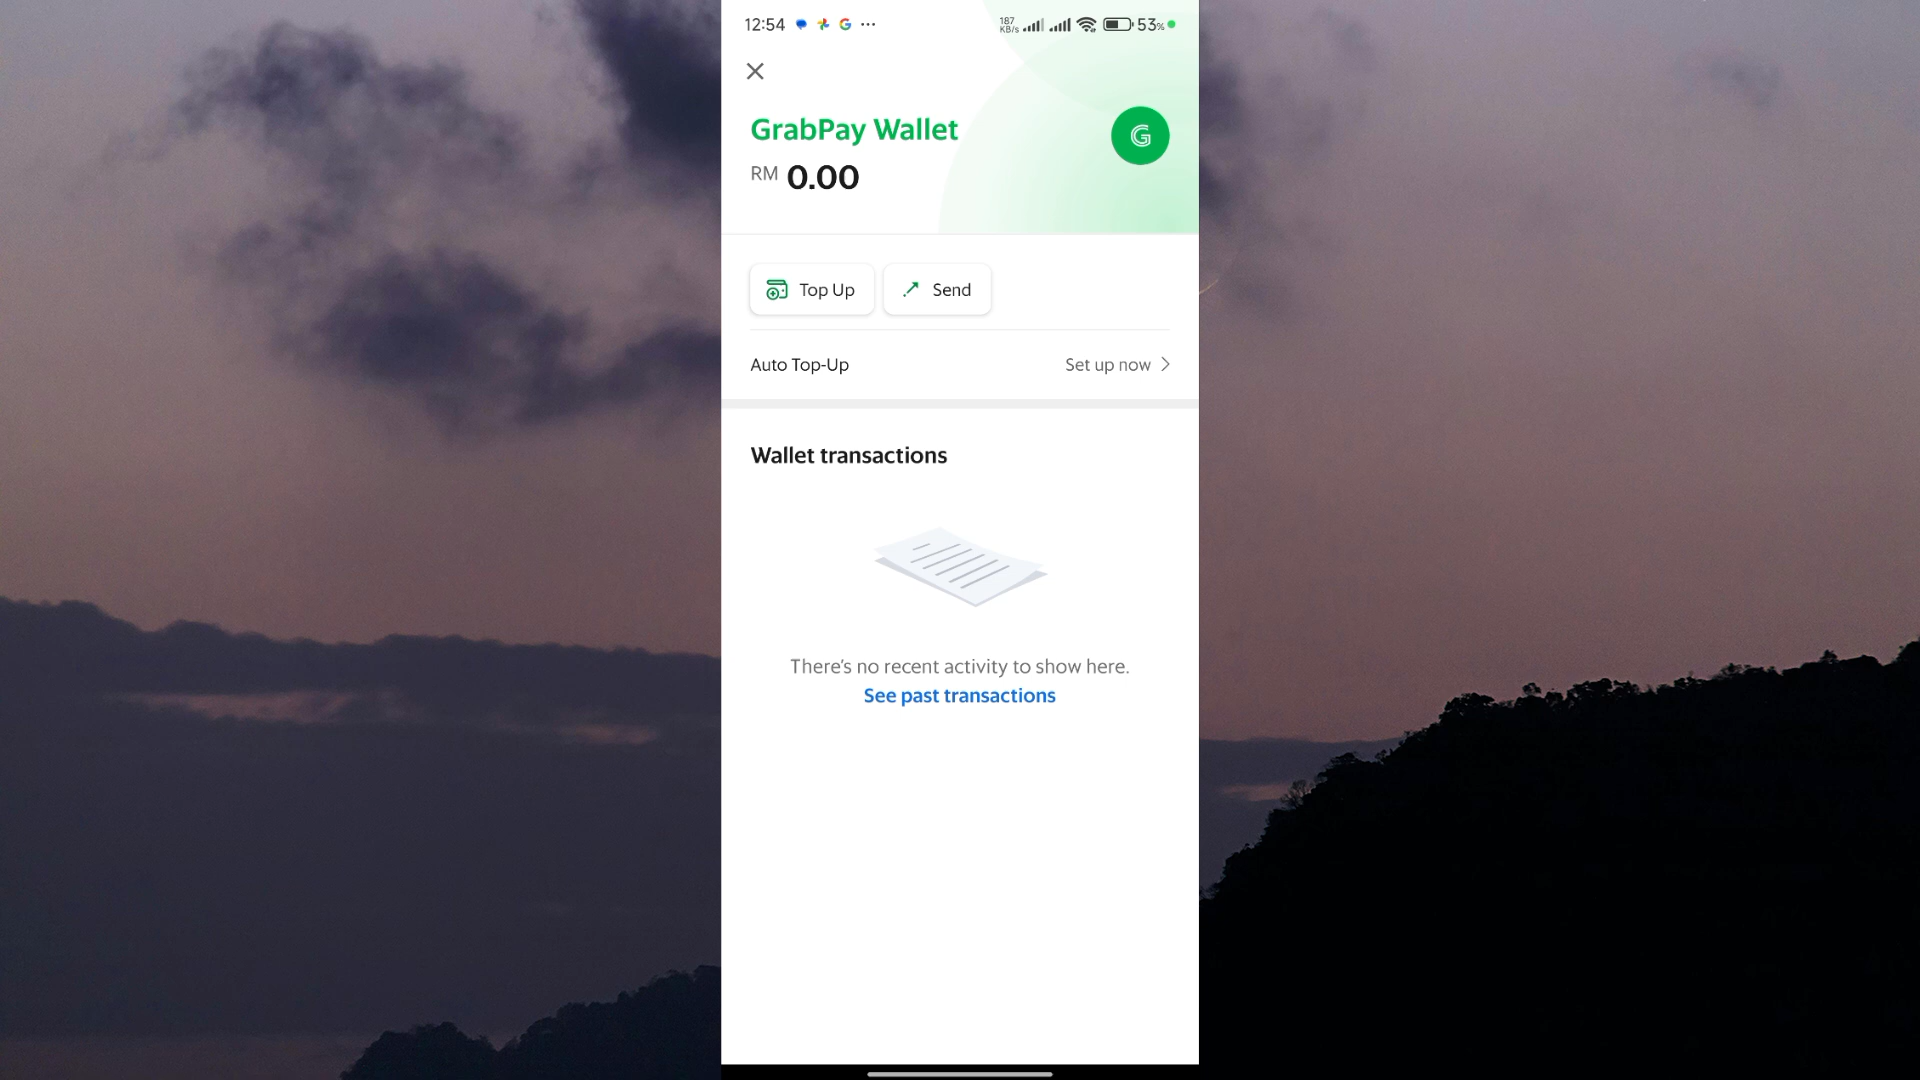 12:54 187 KB/s 53%
GrabPay Wallet
RM 0.00
Top Up Send
Auto Top-Up Set up now
Wallet transactions
There's no recent activity to show here.
See past transactions